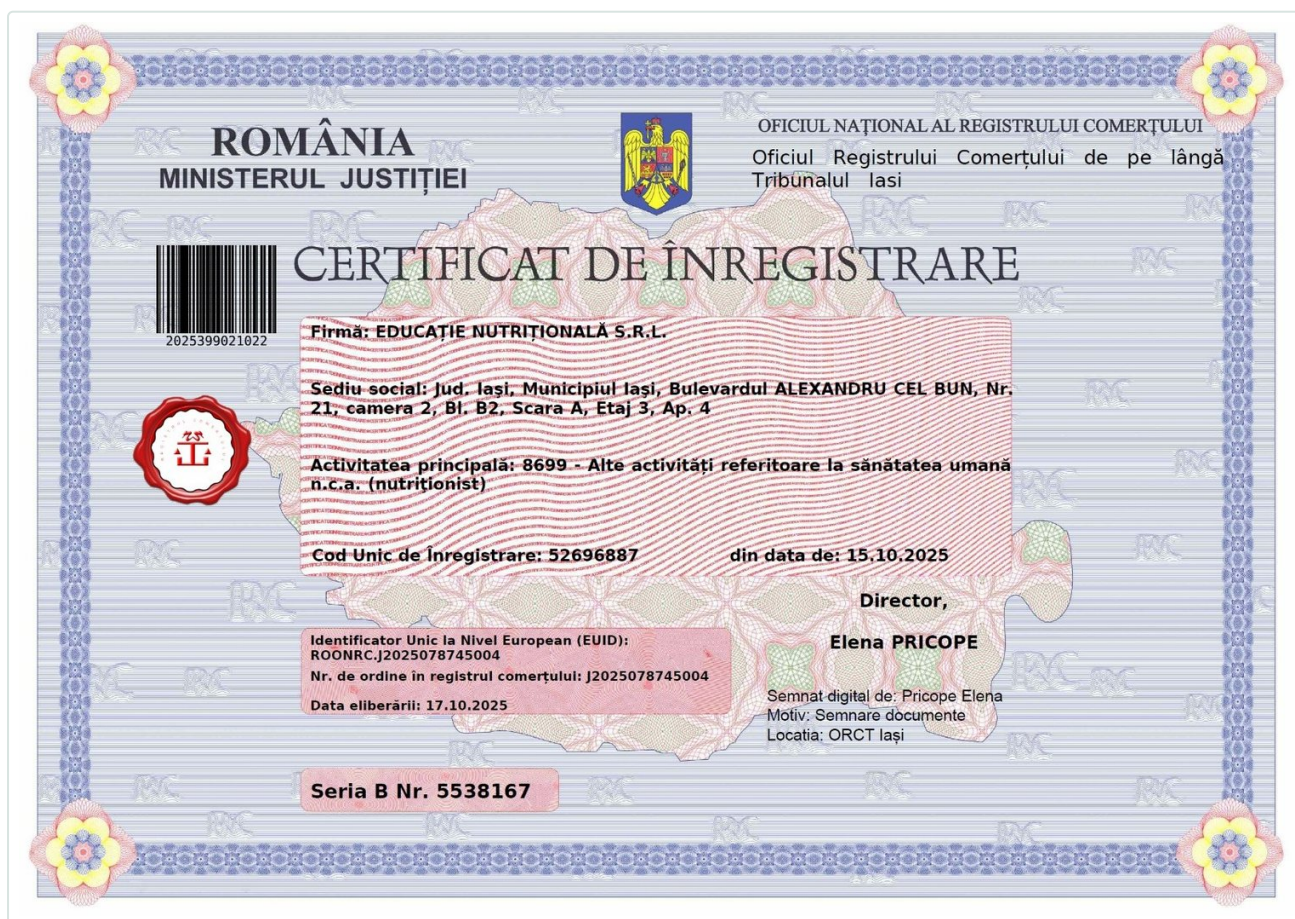 ROMÂNIA
MINISTERUL JUSTIȚIEI
OFICIUL NAȚIONAL AL REGISTRULUI COMERȚULUI
Oficiul Registrului Comerțului de pe lângă
Tribunalul Iasi
CERTIFICAT DE ÎNREGISTRARE
2025399021022
Firmă: EDUCAȚIE NUTRIȚIONALĂ S.R.L.
Sediu social: Jud. Iași, Municipiul Iași, Bulevardul ALEXANDRU CEL BUN, Nr.
21, camera 2, Bl. B2, Scara A, Etaj 3, Ap. 4
Activitatea principală: 8699 - Alte activități referitoare la sănătatea umană
n.c.a. (nutriționist)
Cod Unic de Înregistrare: 52696887 din data de: 15.10.2025
Director,
Elena PRICOPE
Identificator Unic la Nivel European (EUID):
ROONRC.J2025078745004
Nr. de ordine în registrul comerțului: J2025078745004
Data eliberării: 17.10.2025
Semnat digital de: Pricope Elena
Motiv: Semnare documente
Locatia: ORCT Iași
Seria B Nr. 5538167